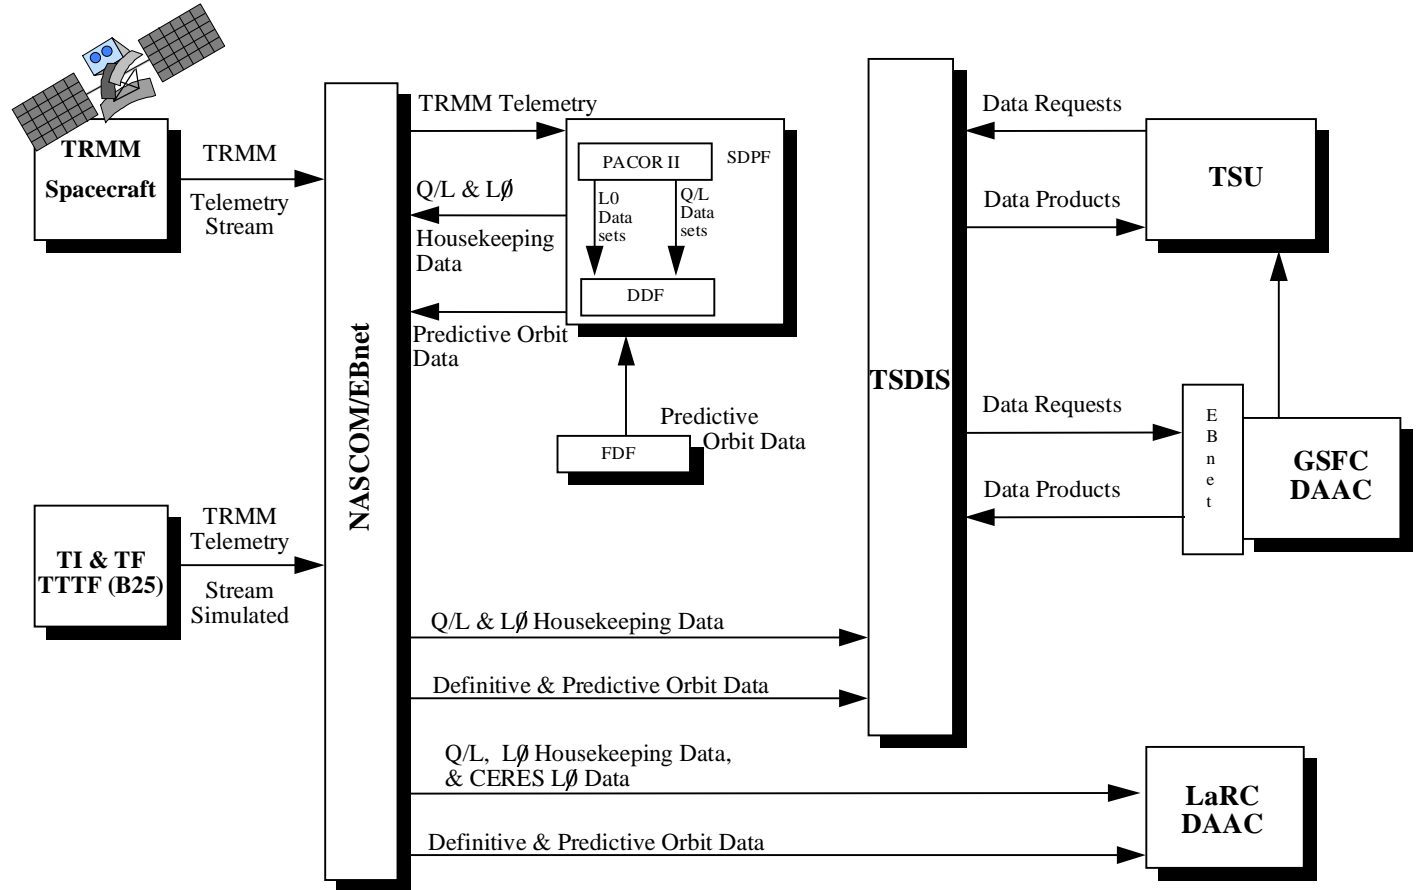 TRMM
Spacecraft
TRMM
Telemetry
Stream
TI & TF
TTTF (B25)
TRMM
Telemetry
Stream
Simulated
NASCOM/EBnet
TRMM Telemetry
Q/L & LØ
Housekeeping
Data
Predictive Orbit
Data
SDPF
PACOR II
L0
Data
sets
Q/L
Data
sets
DDF
Predictive
Orbit Data
FDF
Q/L & LØ Housekeeping Data
Definitive & Predictive Orbit Data
Q/L, LØ Housekeeping Data,
& CERES LØ Data
Definitive & Predictive Orbit Data
TSDIS
Data Requests
Data Products
TSU
Data Requests
Data Products
E
B
n
e
t
GSFC
DAAC
LaRC
DAAC